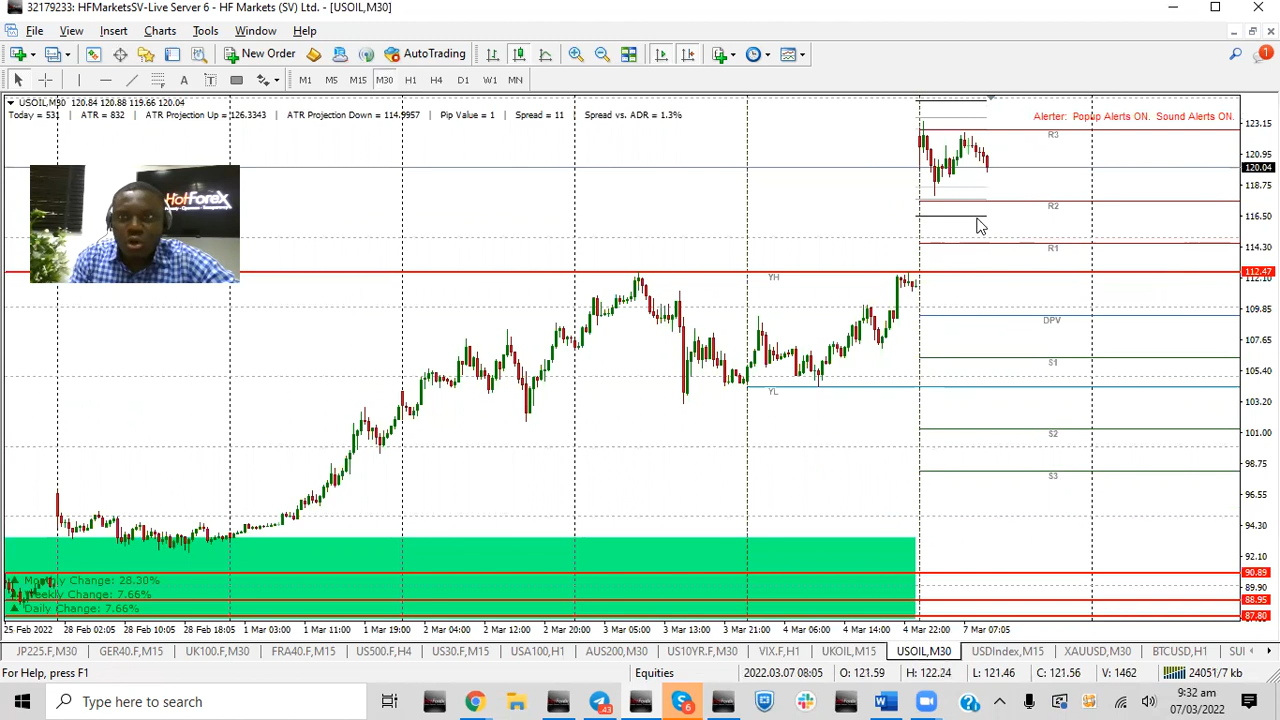 32179233: HFMarketsSV-Live Server 6 - HF Markets (SV) Ltd. - [USOIL,M30]
File View Insert Charts Tools Window Help
New Order AutoTrading
1
M1 M5 M15 M30 H1 H4 D1 W1 MN
USOIL,M30 120.84 120.88 119.66 120.04
Today = 531 ATR = 832 ATR Projection Up = 126.3343 ATR Projection Down = 114.9957 Pip Value = 1 Spread = 11 Spread vs. ADR = 1.3%
Alerter: Popup Alerts ON. Sound Alerts ON.
HotForeX
R3
R2
R1
YH
DPV
S1
YL
S2
S3
123.15
120.95
120.04
118.75
116.50
114.30
112.47
109.85
107.65
105.40
103.20
101.00
98.75
96.55
94.30
92.10
90.89
89.90
88.95
87.80
Monthly Change: 28.30%
Weekly Change: 7.66%
Daily Change: 7.66%
25 Feb 2022 28 Feb 02:05 28 Feb 10:05 28 Feb 18:05 1 Mar 03:00 1 Mar 11:00 1 Mar 19:00 2 Mar 04:00 2 Mar 12:00 2 Mar 20:00 3 Mar 05:00 3 Mar 13:00 3 Mar 21:00 4 Mar 06:00 4 Mar 14:00 4 Mar 22:00 7 Mar 07:05
JP225.F,M30 GER40.F,M15 UK100.F,M30 FRA40.F,M15 US500.F,H4 US30.F,M15 USA100,H1 AUS200,M30 US10YR.F,M30 VIX.F,H1 UKOIL,M15 USOIL,M30 USDIndex,M15 XAUUSD,M30 BTCUSD,H1 SUI
For Help, press F1 Equities 2022.03.07 08:05 O: 121.59 H: 122.24 L: 121.46 C: 121.56 V: 1462 24051/7 kb
Type here to search 43 6 9:32 am
07/03/2022